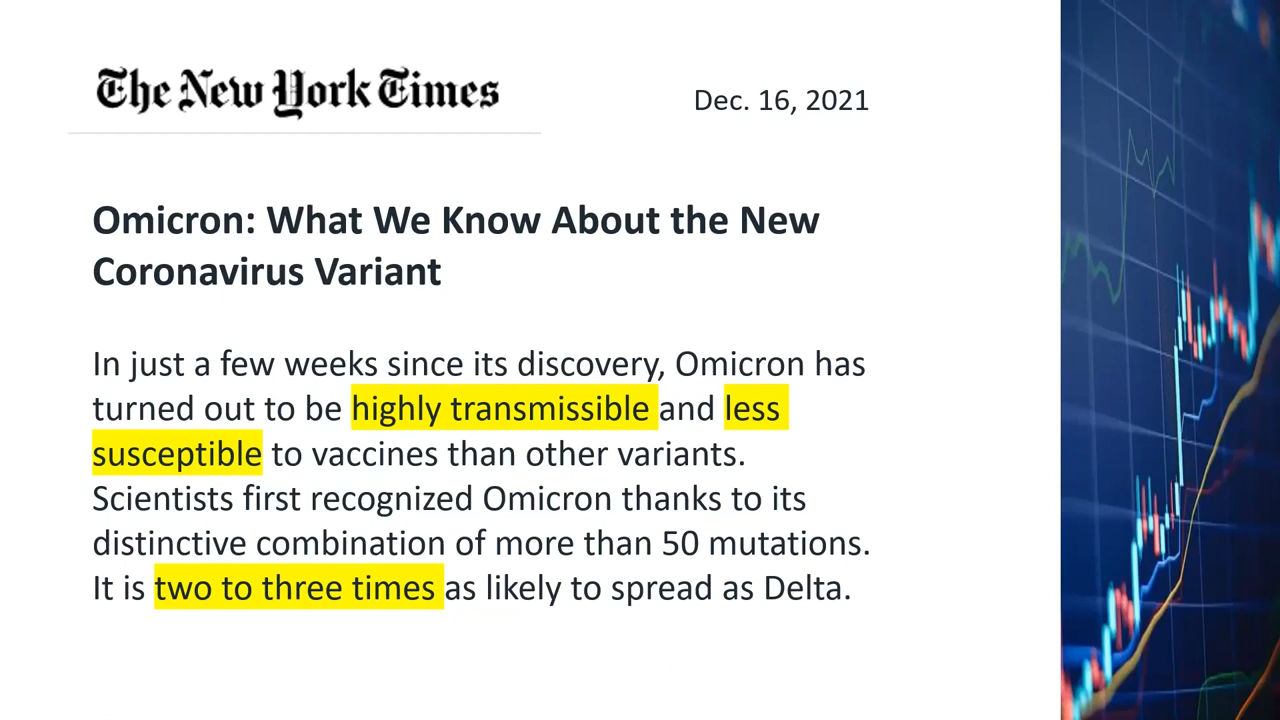 The New York Times
Dec. 16, 2021
Omicron: What We Know About the New
Coronavirus Variant
In just a few weeks since its discovery, Omicron has
turned out to be highly transmissible and less
susceptible to vaccines than other variants.
Scientists first recognized Omicron thanks to its
distinctive combination of more than 50 mutations.
It is two to three times as likely to spread as Delta.